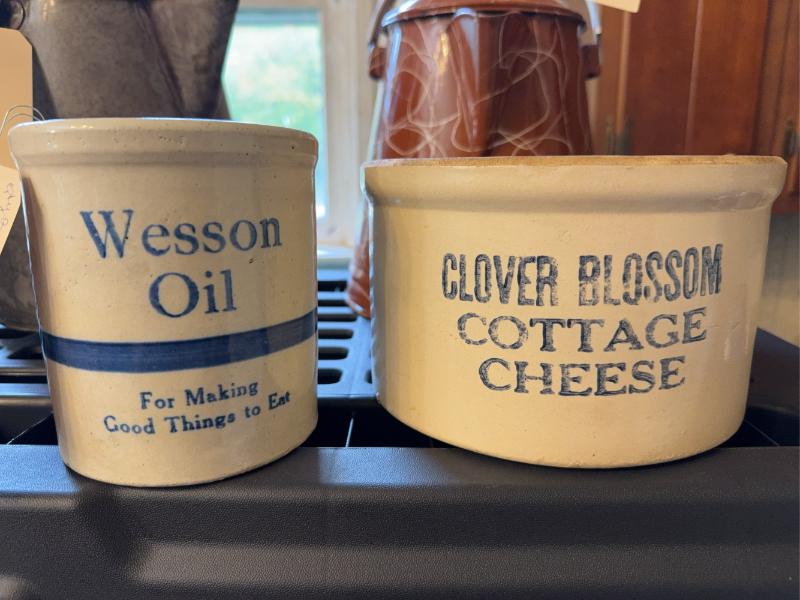 Wesson
Oil
For Making
Good Things to Eat
CLOVER BLOSSOM
COTTAGE
CHEESE